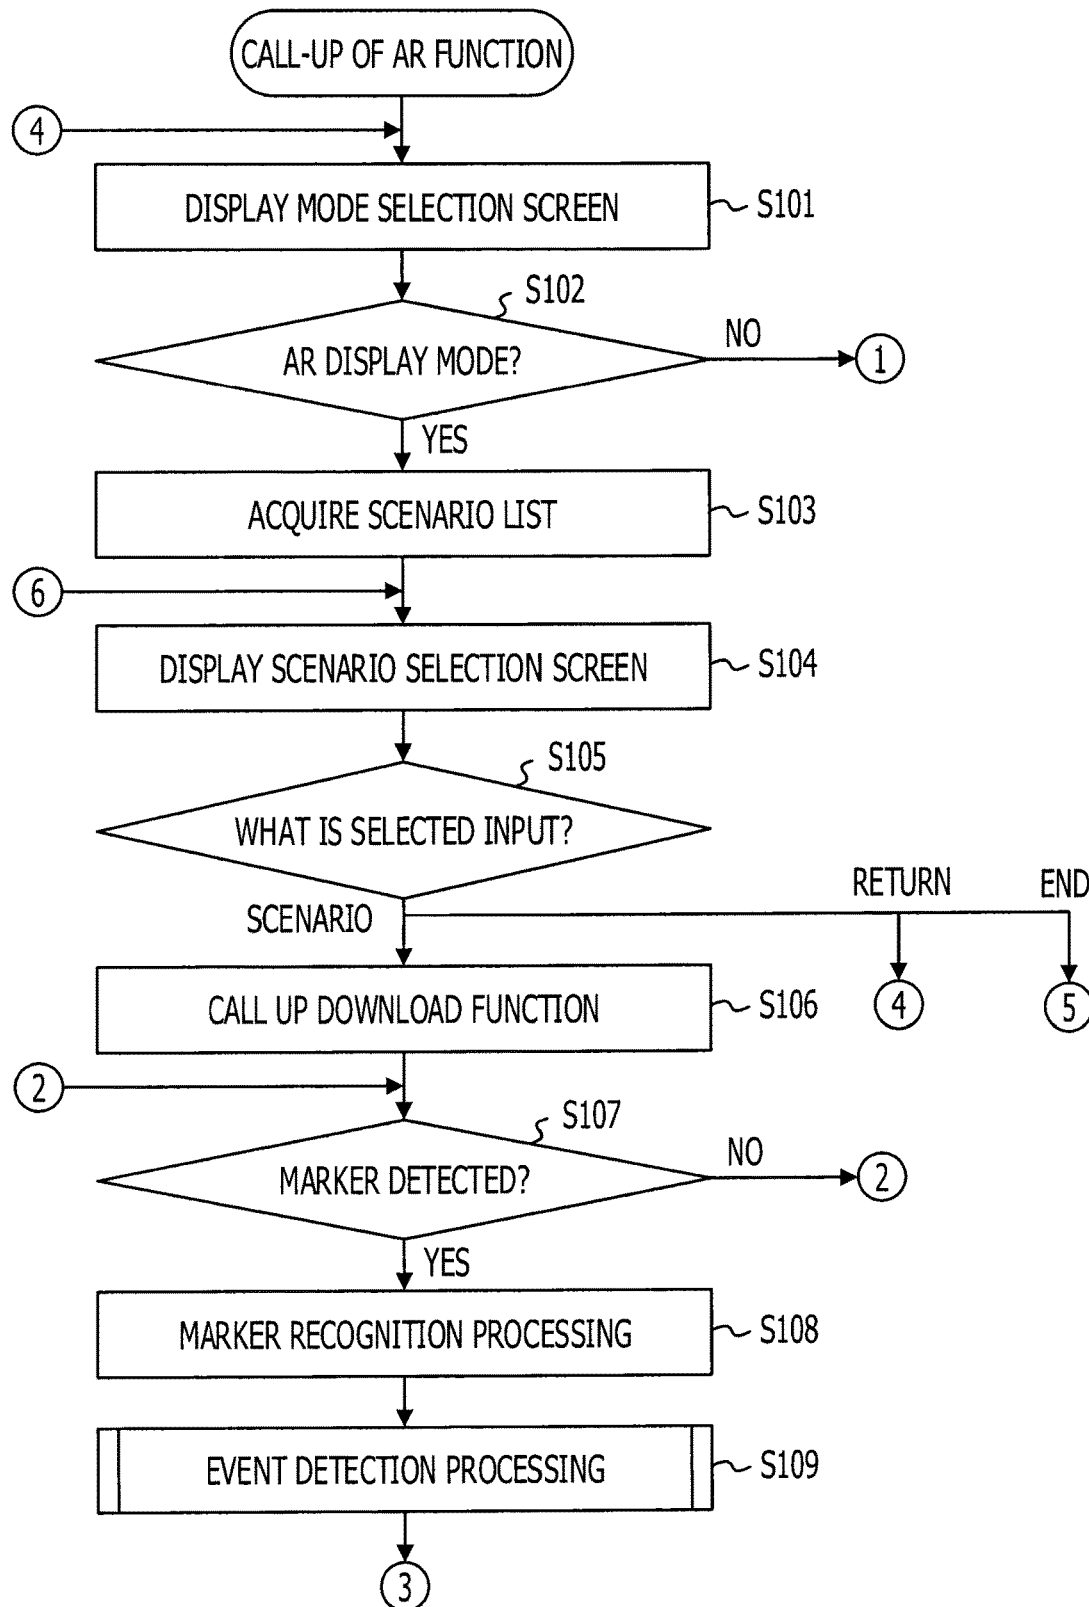 CALL-UP OF AR FUNCTION
4
DISPLAY MODE SELECTION SCREEN
S101
S102
AR DISPLAY MODE?
NO
1
YES
ACQUIRE SCENARIO LIST
S103
6
DISPLAY SCENARIO SELECTION SCREEN
S104
S105
WHAT IS SELECTED INPUT?
RETURN
END
SCENARIO
CALL UP DOWNLOAD FUNCTION
S106
4
5
2
S107
MARKER DETECTED?
NO
2
YES
MARKER RECOGNITION PROCESSING
S108
EVENT DETECTION PROCESSING
S109
3